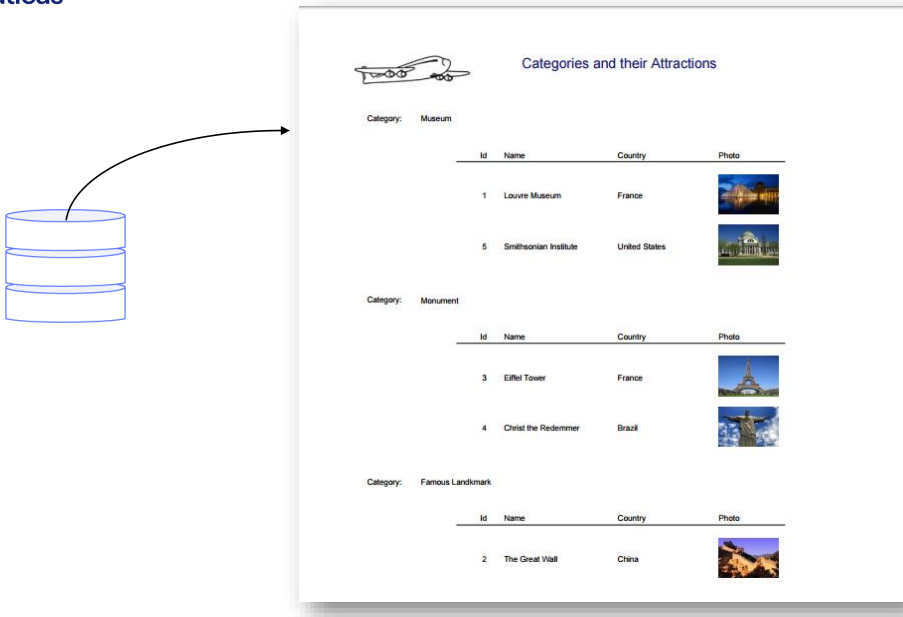 Categories and their Attractions
Category: Museum
Id Name Country Photo
1 Louvre Museum France
5 Smithsonian Institute United States
Category: Monument
Id Name Country Photo
3 Eiffel Tower France
4 Christ the Redemmer Brazil
Category: Famous Landkmark
Id Name Country Photo
2 The Great Wall China